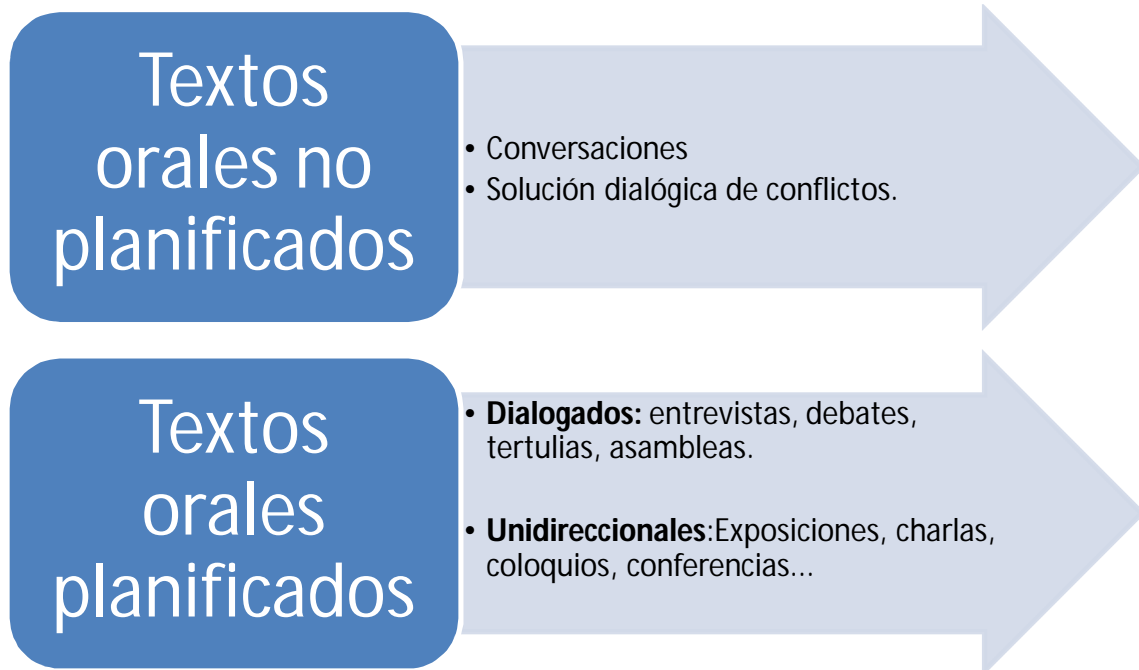 Textos
orales no
planificados
• Conversaciones
• Solución dialógica de conflictos.
Textos
orales
planificados
• Dialogados: entrevistas, debates,
tertulias, asambleas.
• Unidireccionales:Exposiciones, charlas,
coloquios, conferencias...